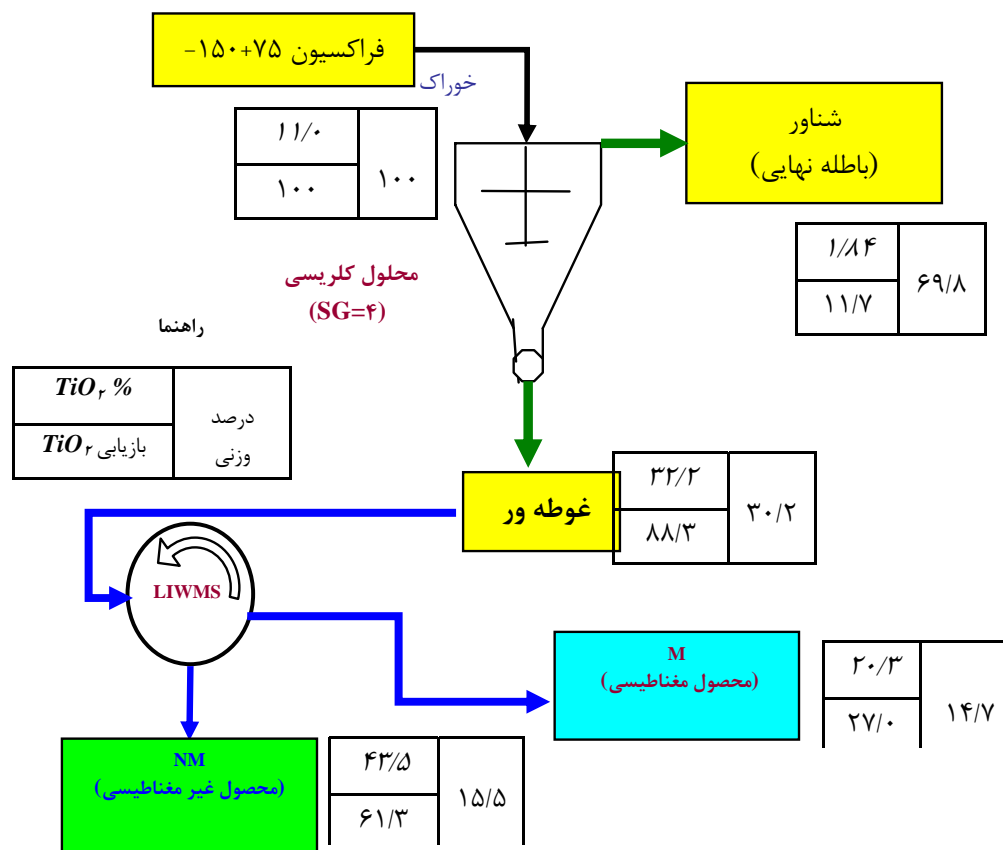 فراکسیون ۷۵+۱۵۰-
خوراک
۱۱/۰
۱۰۰
۱۰۰
شناور
(باطله نهایی)
۱/۸۴
۱۱/۷
۶۹/۸
محلول کلریسی
(SG=۴)
راهنما
TiO۲ %
بازیابی TiO۲
درصد
وزنی
غوطه ور
۳۲/۲
۸۸/۳
۳۰/۲
LIWMS
M
(محصول مغناطیسی)
۲۰/۳
۲۷/۰
۱۴/۷
NM
(محصول غیر مغناطیسی)
۴۳/۵
۶۱/۳
۱۵/۵